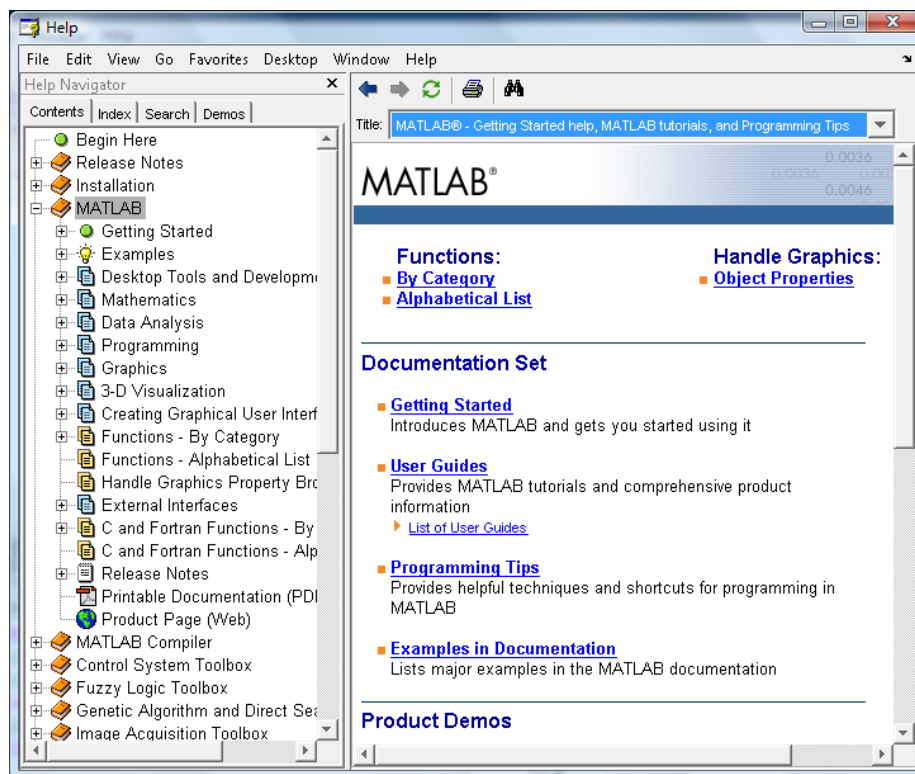 Help
File Edit View Go Favorites Desktop Window Help
Help Navigator
Contents Index Search Demos
Begin Here
Release Notes
Installation
MATLAB
Getting Started
Examples
Desktop Tools and Developm
Mathematics
Data Analysis
Programming
Graphics
3-D Visualization
Creating Graphical User Interf
Functions - By Category
Functions - Alphabetical List
Handle Graphics Property Bro
External Interfaces
C and Fortran Functions - By
C and Fortran Functions - Alp
Release Notes
Printable Documentation (PDI
Product Page (Web)
MATLAB Compiler
Control System Toolbox
Fuzzy Logic Toolbox
Genetic Algorithm and Direct Sea
Image Acquisition Toolbox
Title: MATLAB® - Getting Started help, MATLAB tutorials, and Programming Tips
MATLAB®
0.0036
0.0036
0.0046
Functions:
By Category
Alphabetical List
Handle Graphics:
Object Properties
Documentation Set
Getting Started
Introduces MATLAB and gets you started using it
User Guides
Provides MATLAB tutorials and comprehensive product
information
List of User Guides
Programming Tips
Provides helpful techniques and shortcuts for programming in
MATLAB
Examples in Documentation
Lists major examples in the MATLAB documentation
Product Demos